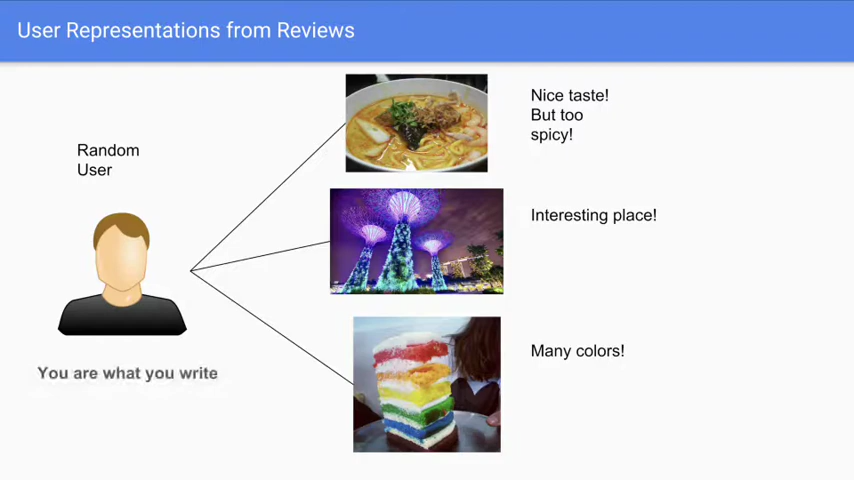 User Representations from Reviews
Random
User
You are what you write
Nice taste!
But too
spicy!
Interesting place!
Many colors!